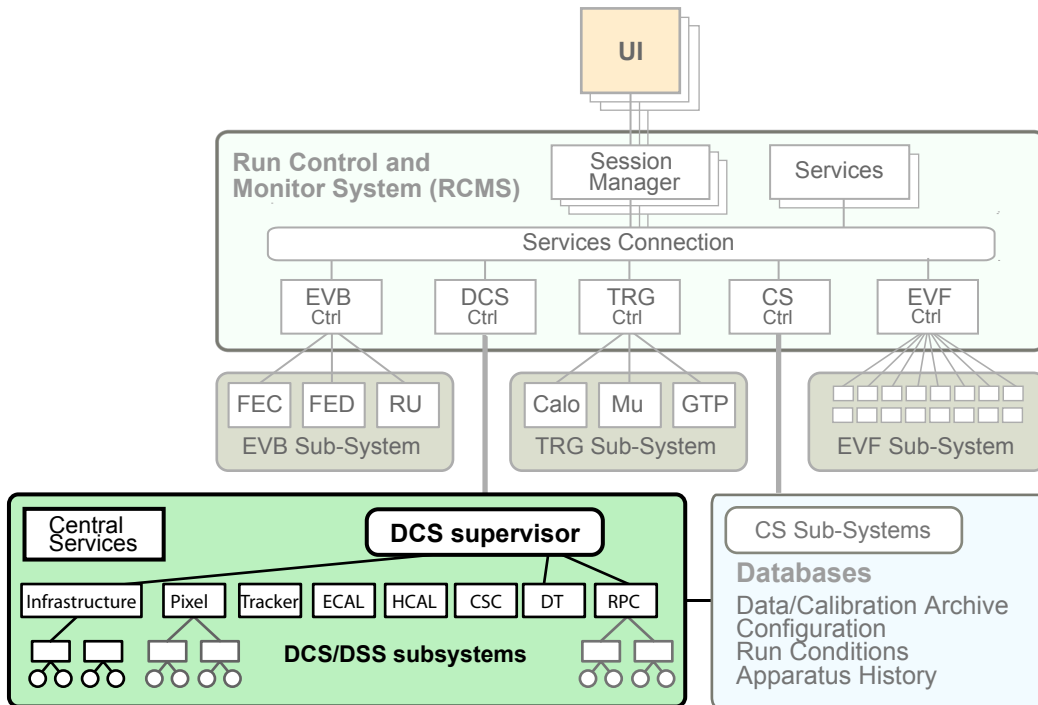 UI
Run Control and
Monitor System (RCMS)
Session
Manager
Services
Services Connection
EVB
Ctrl
DCS
Ctrl
TRG
Ctrl
CS
Ctrl
EVF
Ctrl
FEC
FED
RU
EVB Sub-System
Calo
Mu
GTP
TRG Sub-System
EVF Sub-System
Central
Services
DCS supervisor
Infrastructure
Pixel
Tracker
ECAL
HCAL
CSC
DT
RPC
DCS/DSS subsystems
CS Sub-Systems
Databases
Data/Calibration Archive
Configuration
Run Conditions
Apparatus History